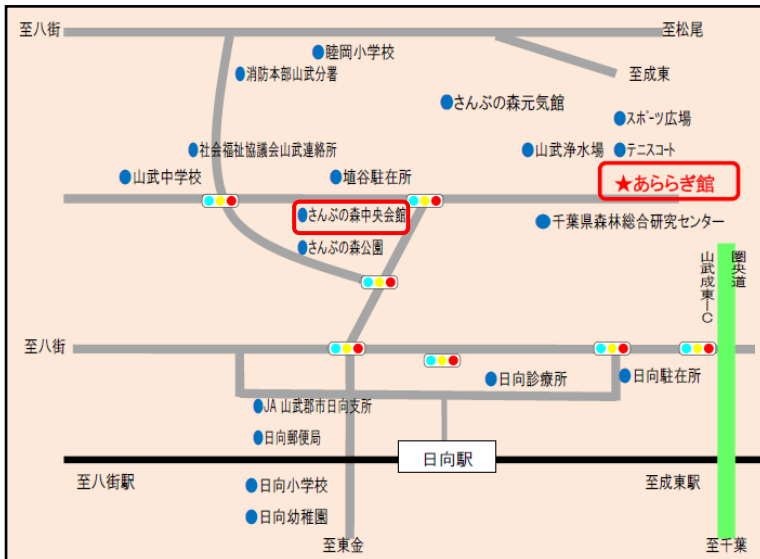 至八街
至松尾
●睦岡小学校
●消防本部山武分署
至成東
●さんぶの森元気館
●スポーツ広場
●社会福祉協議会山武連絡所
●山武浄水場
●テニスコート
●山武中学校
●埴谷駐在所
★あららぎ館
●さんぶの森中央会館
●千葉県森林総合研究センター
●さんぶの森公園
圏央道
山武成東IC
至八街
●日向診療所
●日向駐在所
●JA 山武郡市日向支所
●日向郵便局
日向駅
至八街駅
至成東駅
●日向小学校
●日向幼稚園
至東金
至千葉